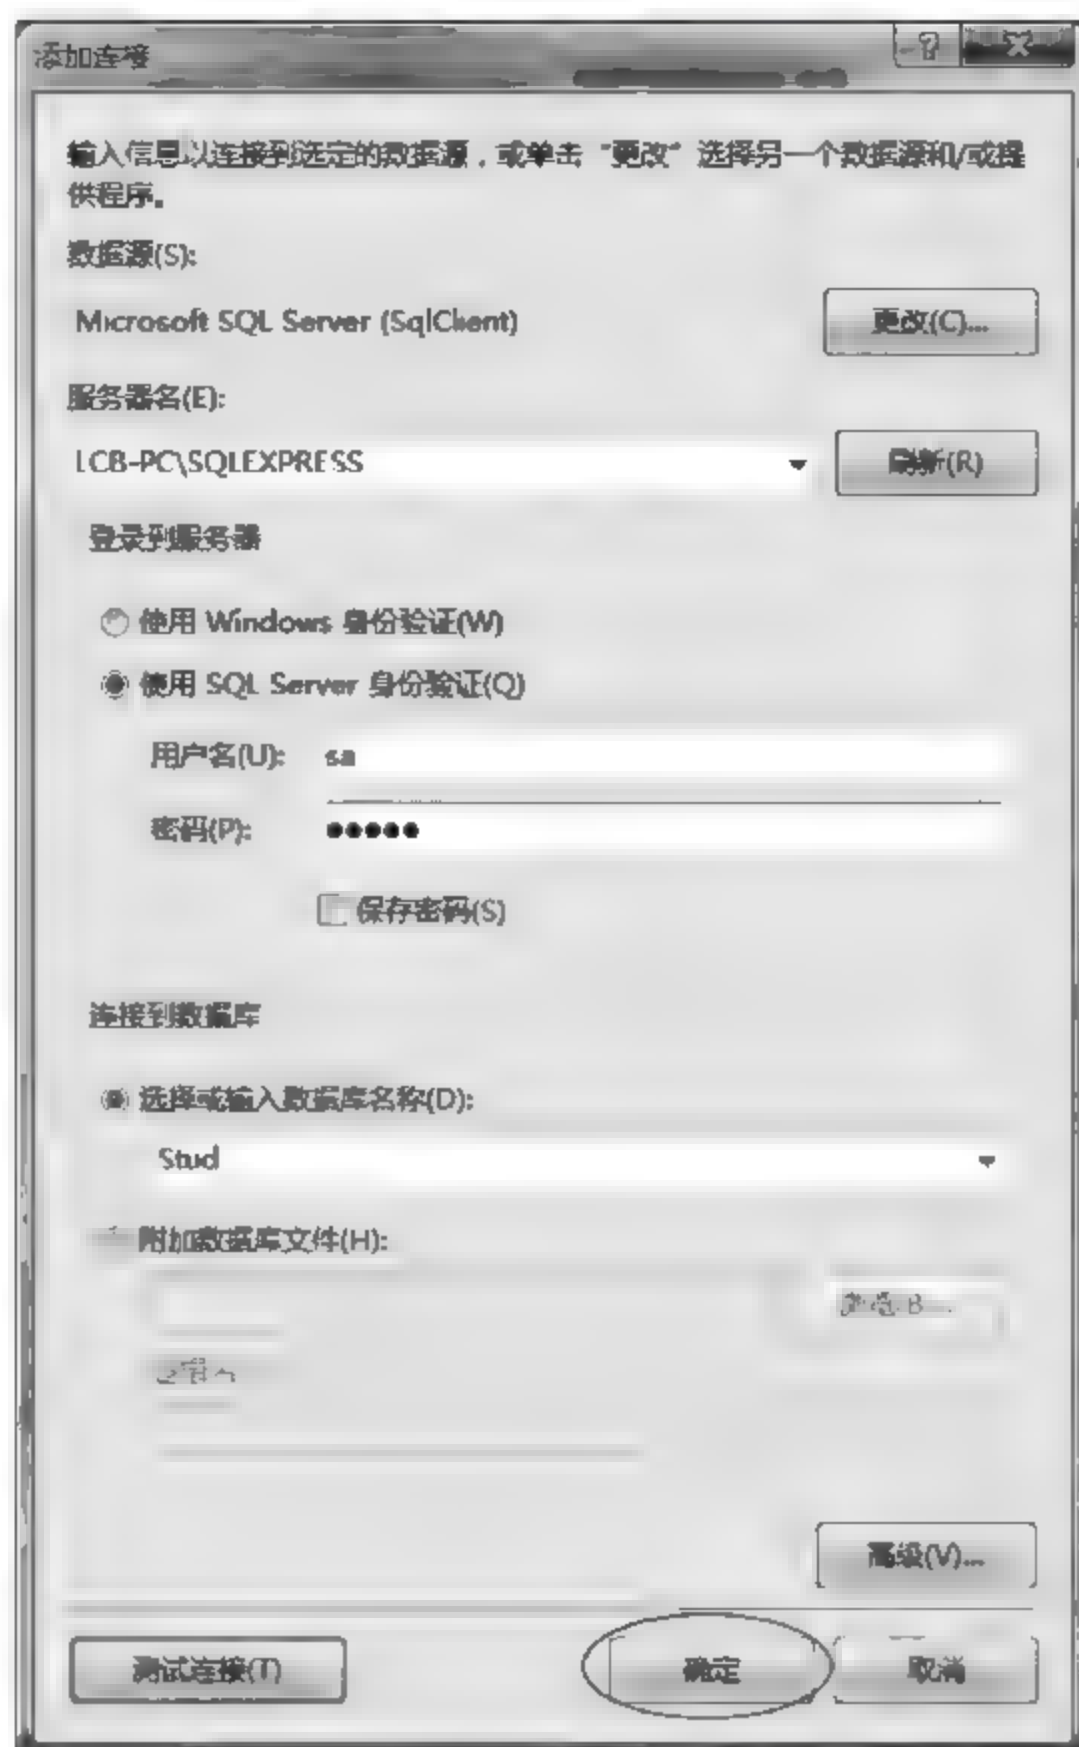 添加连接
输入信息以连接到选定的数据源，或单击“更改”选择另一个数据源和/或提
供程序。
数据源(S):
Microsoft SQL Server (SqlClient)
更改(C)...
服务器名(E):
LCB-PC\SQLEXPRESS
刷新(R)
登录到服务器
使用 Windows 身份验证(W)
使用 SQL Server 身份验证(Q)
用户名(U):
sa
密码(P):
●●●●●
保存密码(S)
连接到数据库
选择或输入数据库名称(D):
Stud
附加数据库文件(H):
高级(V)...
测试连接(T)
确定
取消